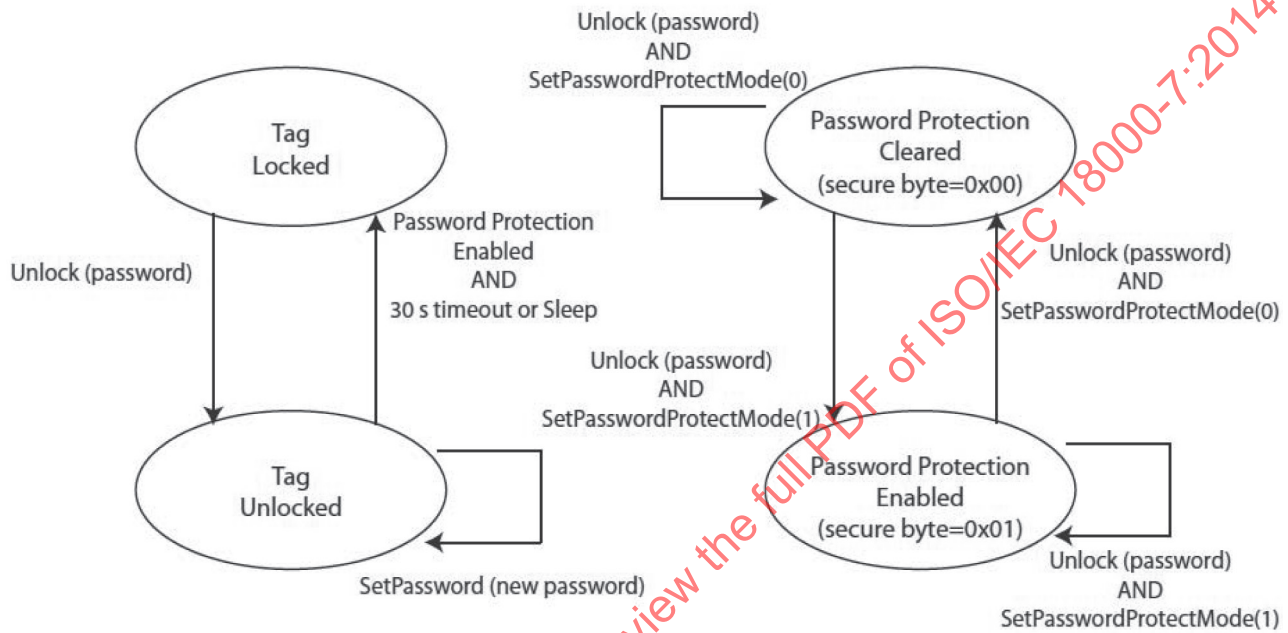 Unlock (password)
AND
SetPasswordProtectMode(0)
Tag
Locked
Password Protection
Cleared
(secure byte=0x00)
Unlock (password)
Password Protection
Enabled
AND
30 s timeout or Sleep
Unlock (password)
AND
SetPasswordProtectMode(0)
Unlock (password)
AND
SetPasswordProtectMode(1)
Tag
Unlocked
Password Protection
Enabled
(secure byte=0x01)
SetPassword (new password)
Unlock (password)
AND
SetPasswordProtectMode(1)
view the full PDF of ISO/IEC 18000-7:2014